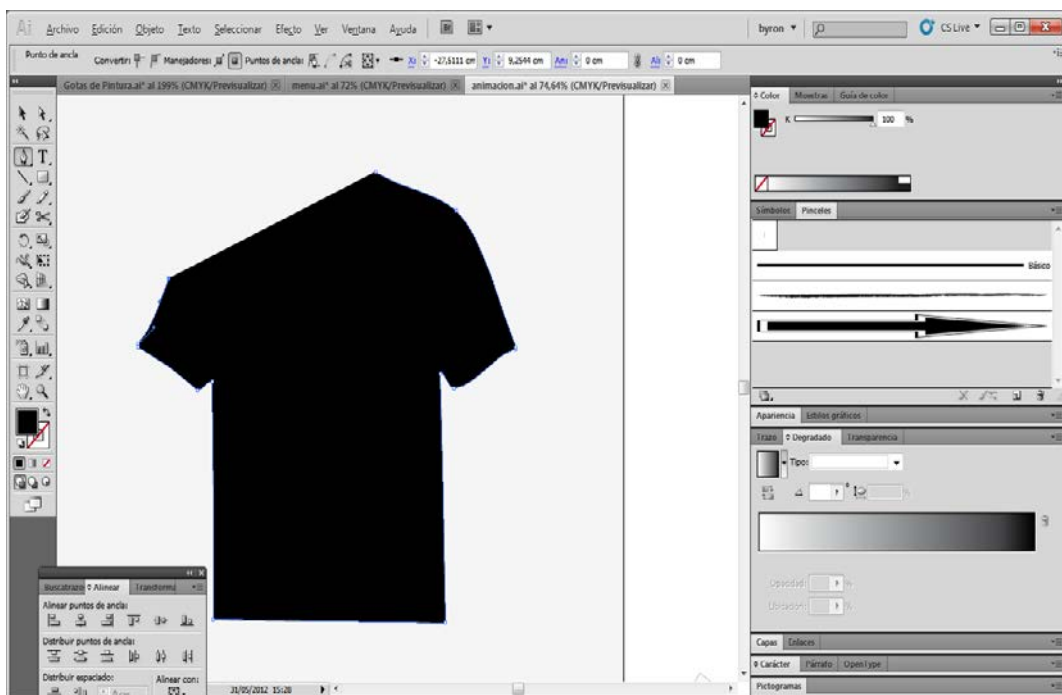 Ai Archivo Edición Objeto Texto Seleccionar Efecto Ver Ventana Ayuda Br byron CS Live
Punto de ancla Convertir: Manejadores: Puntos de ancla: X: -27,6111 cm Y: 9,2544 cm An: 0 cm Al: 0 cm
Gotas de Pintura.ai* al 199% (CMYK/Previsualizar) menu.ai* al 72% (CMYK/Previsualizar) animacion.ai* al 74,64% (CMYK/Previsualizar)
Color Muestras Guía de color
K 100 %
Símbolos Pinceles
Básico
Apariencia Estilos gráficos
Trazo Degradado Transparencia
Tipo:
Opacidad: %
Ubicación: %
Capas Enlaces
Carácter Párrafo OpenType
Pictogramas
Buscatrazo Alinear Transforma
Alinear puntos de ancla:
Distribuir puntos de ancla:
Distribuir espaciado: Alinear con:
31/05/2012 15:28